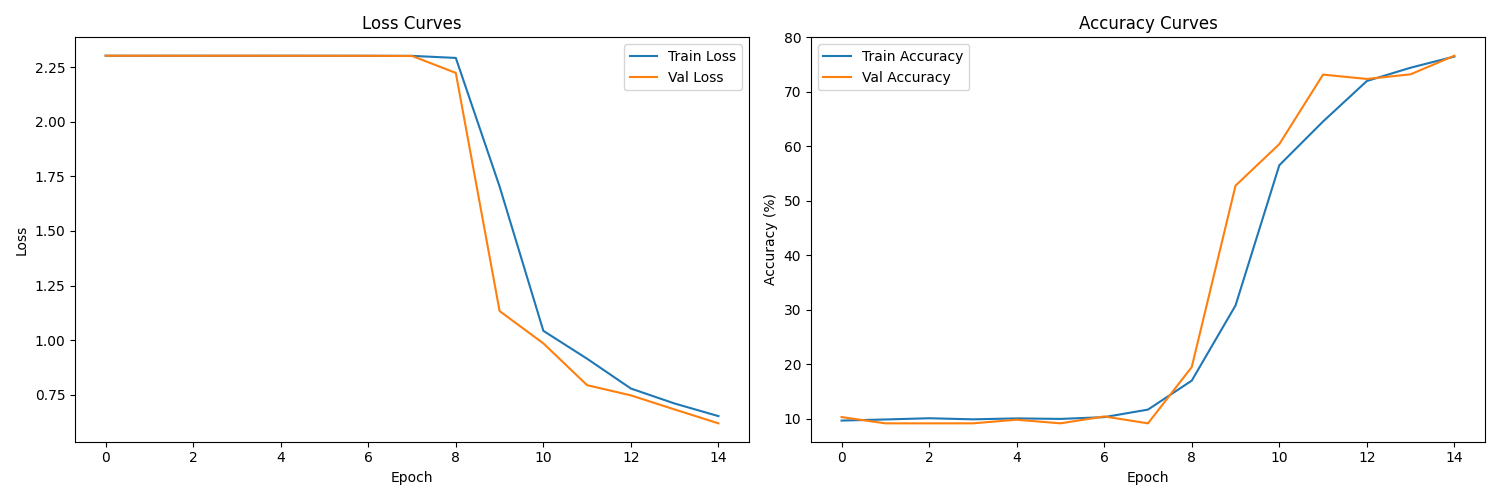 Loss Curves
Train Loss
Val Loss
2.25
2.00
1.75
1.50
1.25
1.00
0.75
Loss
0 2 4 6 8 10 12 14
Epoch
Accuracy Curves
Train Accuracy
Val Accuracy
80
70
60
50
40
30
20
10
Accuracy (%)
0 2 4 6 8 10 12 14
Epoch